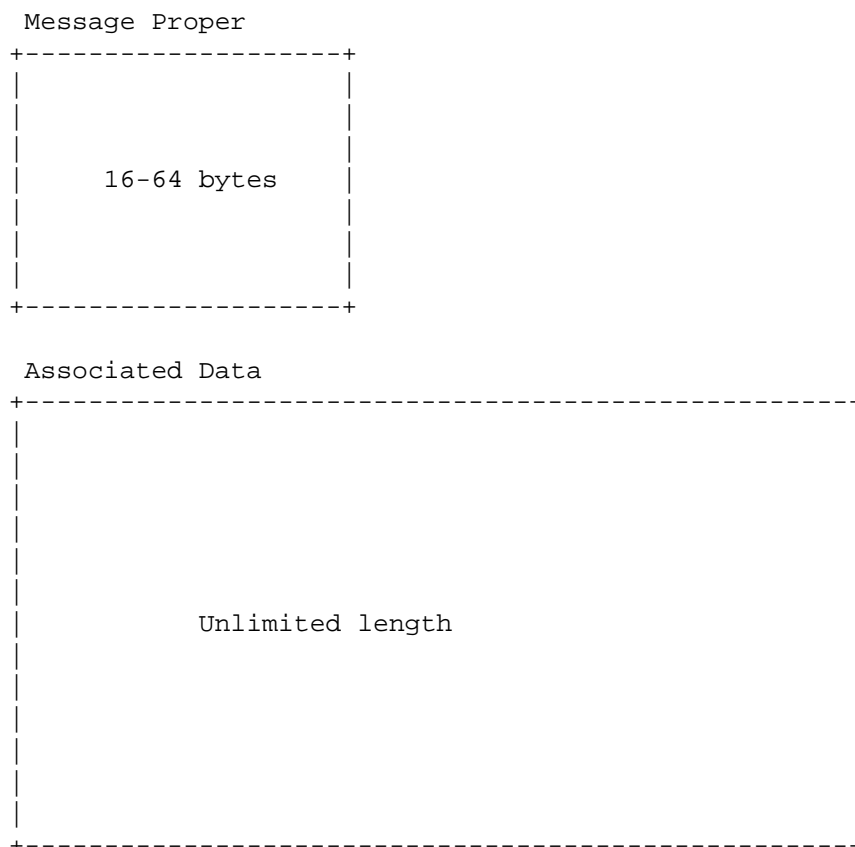 Message Proper
16-64 bytes
Associated Data
Unlimited length